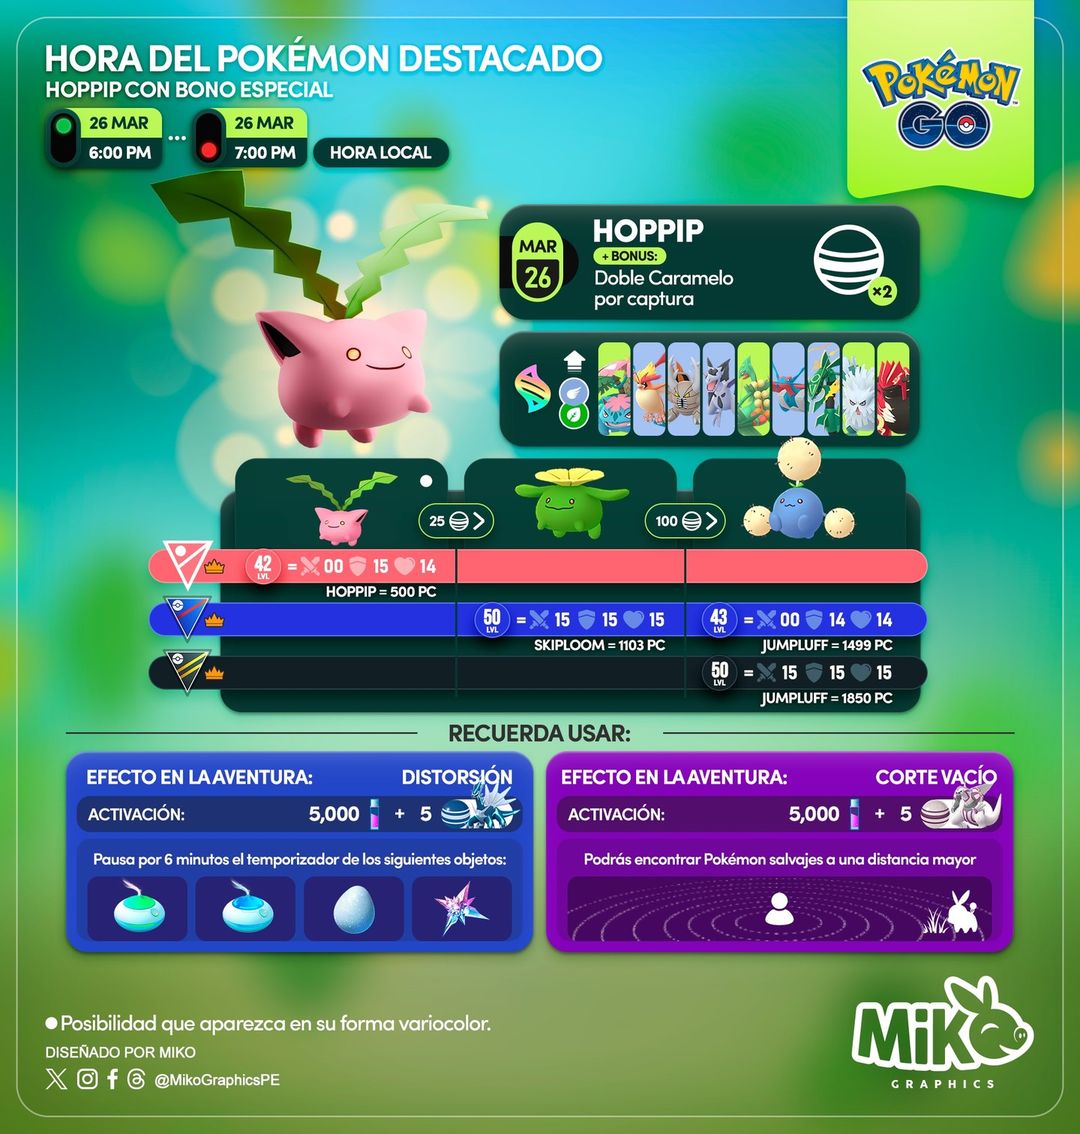 HORA DEL POKÉMON DESTACADO
HOPPIP CON BONO ESPECIAL
26 MAR
6:00 PM
...
26 MAR
7:00 PM
HORA LOCAL
POKÉMON
GO
MAR
26
HOPPIP
+ BONUS:
Doble Caramelo
por captura
×2
25
100
42
LVL
= 00 15 14
HOPPIP = 500 PC
50
LVL
= 15 15 15
SKIPLOOM = 1103 PC
43
LVL
= 00 14 14
JUMPLUFF = 1499 PC
50
LVL
= 15 15 15
JUMPLUFF = 1850 PC
RECUERDA USAR:
EFECTO EN LA AVENTURA: DISTORSIÓN
ACTIVACIÓN: 5,000 + 5
Pausa por 6 minutos el temporizador de los siguientes objetos:
EFECTO EN LA AVENTURA: CORTE VACÍO
ACTIVACIÓN: 5,000 + 5
Podrás encontrar Pokémon salvajes a una distancia mayor
Posibilidad que aparezca en su forma variocolor.
DISEÑADO POR MIKO
@MikoGraphicsPE
MiKO
GRAPHICS